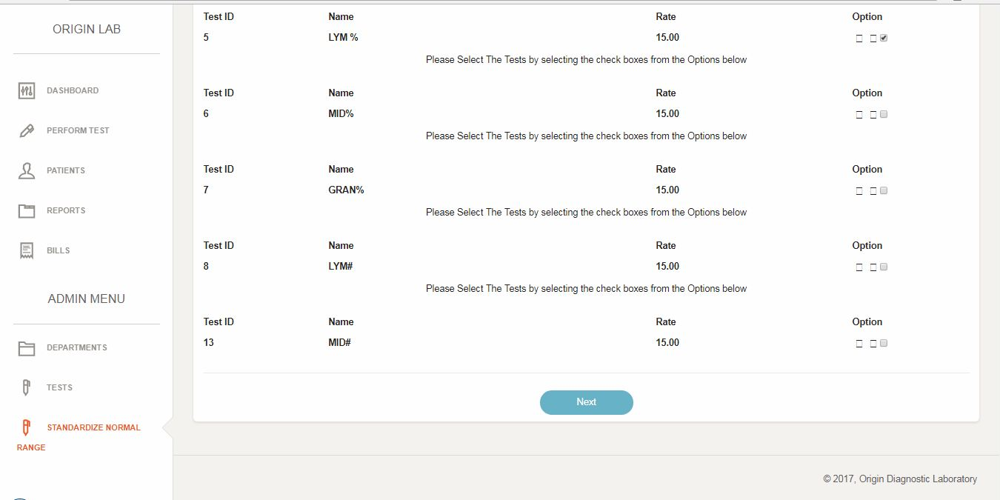 ORIGIN LAB
DASHBOARD
PERFORM TEST
PATIENTS
REPORTS
BILLS
ADMIN MENU
DEPARTMENTS
TESTS
STANDARDIZE NORMAL
RANGE
Test ID Name Rate Option
5 LYM % 15.00
Please Select The Tests by selecting the check boxes from the Options below
Test ID Name Rate Option
6 MID% 15.00
Please Select The Tests by selecting the check boxes from the Options below
Test ID Name Rate Option
7 GRAN% 15.00
Please Select The Tests by selecting the check boxes from the Options below
Test ID Name Rate Option
8 LYM# 15.00
Please Select The Tests by selecting the check boxes from the Options below
Test ID Name Rate Option
13 MID# 15.00
Next
© 2017, Origin Diagnostic Laboratory